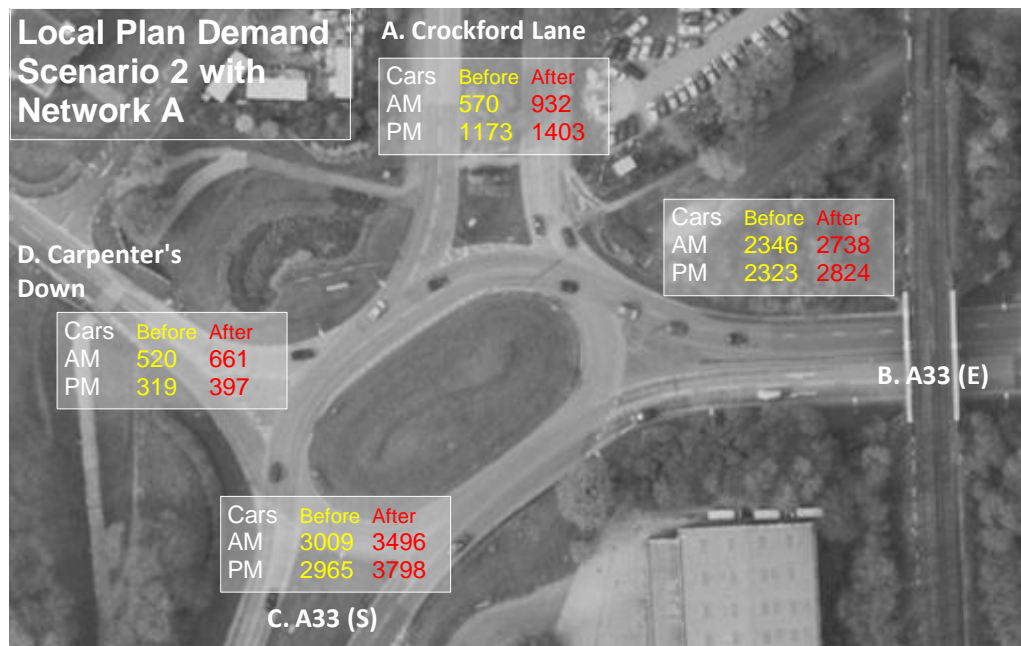 Local Plan Demand
Scenario 2 with
Network A
A. Crockford Lane
Cars Before After
AM 570 932
PM 1173 1403
Cars Before After
AM 2346 2738
PM 2323 2824
D. Carpenter's
Down
Cars Before After
AM 520 661
PM 319 397
B. A33 (E)
Cars Before After
AM 3009 3496
PM 2965 3798
C. A33 (S)